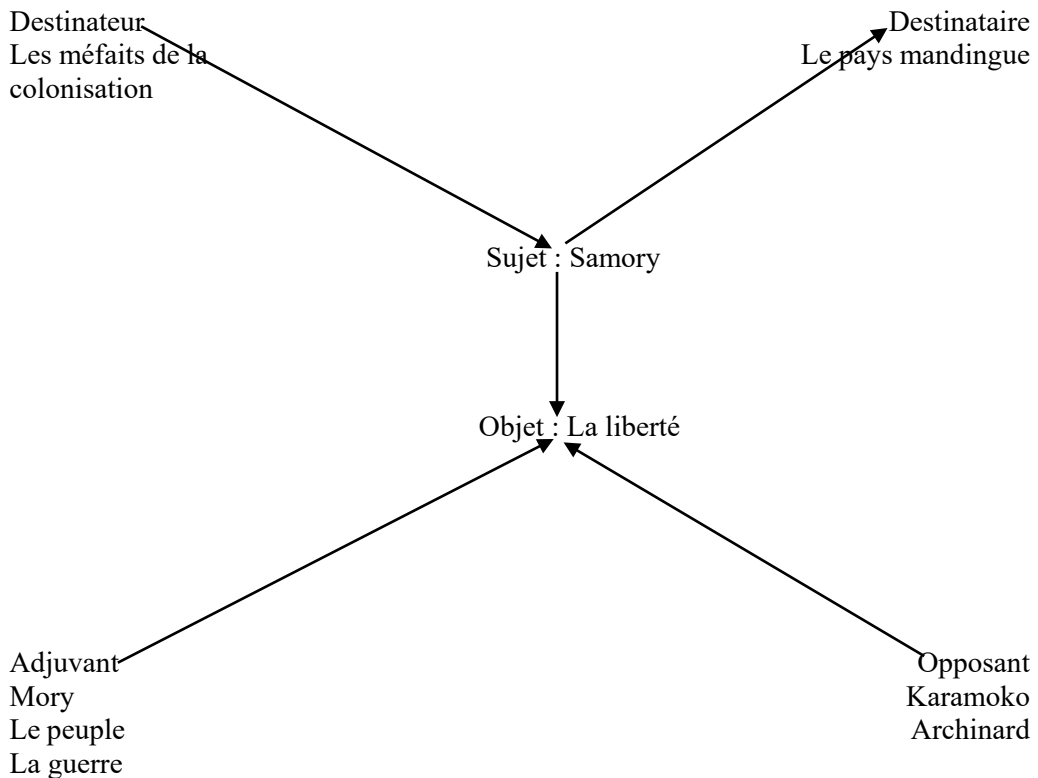 Destinateur
Les méfaits de la
colonisation
Destinataire
Le pays mandingue
Sujet : Samory
Objet : La liberté
Adjuvant
Mory
Le peuple
La guerre
Opposant
Karamoko
Archinard